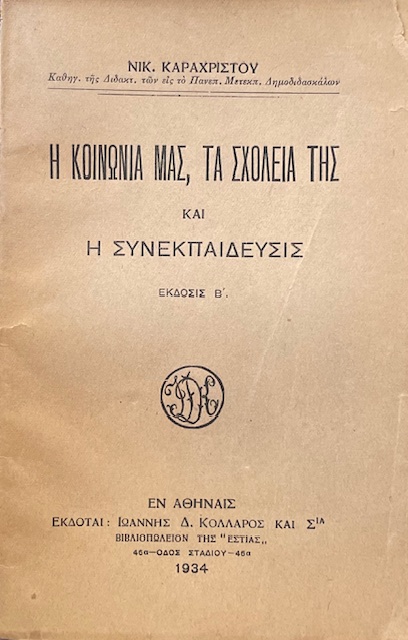 ΝΙΚ. ΚΑΡΑΧΡΙΣΤΟΥ
Καθηγ. τῆς Διδακτ. τῶν εἰς τὸ Πανεπ. Μετεκπ. Δημοδιδασκάλων
Η ΚΟΙΝΩΝΙΑ ΜΑΣ, ΤΑ ΣΧΟΛΕΙΑ ΤΗΣ
ΚΑΙ
Η ΣΥΝΕΚΠΑΙΔΕΥΣΙΣ
ΕΚΔΟΣΙΣ Β΄.
ΕΝ ΑΘΗΝΑΙΣ
ΕΚΔΟΤΑΙ: ΙΩΑΝΝΗΣ Δ. ΚΟΛΛΑΡΟΣ ΚΑΙ ΣΙΑ
ΒΙΒΛΙΟΠΩΛΕΙΟΝ ΤΗΣ "ΕΣΤΙΑΣ„
46α—ΟΔΟΣ ΣΤΑΔΙΟΥ—46α
1934